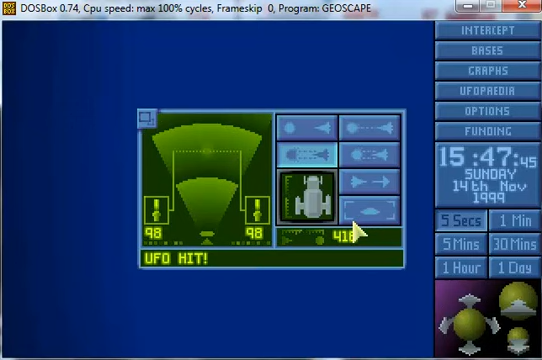 DOSBox 0.74, Cpu speed: max 100% cycles, Frameskip 0, Program: GEOSCAPE
INTERCEPT
BASES
GRAPHS
UFOPAEDIA
OPTIONS
FUNDING
15:47:45
SUNDAY
14th Nov
1999
5 Secs 1 Min
5 Mins 30 Mins
1 Hour 1 Day
98 98
UFO HIT!